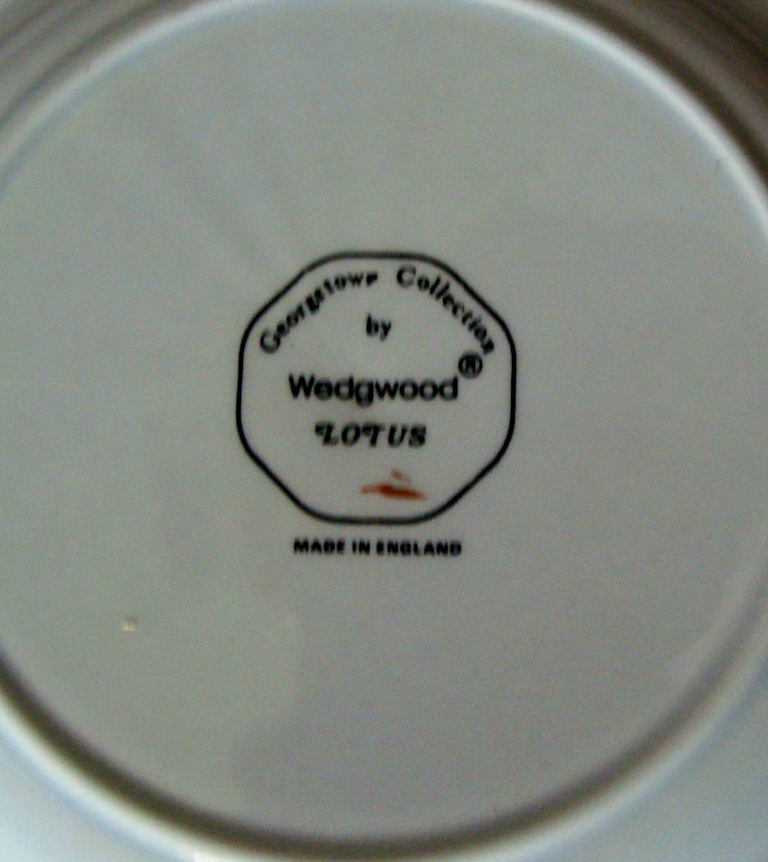 Georgetown Collection
by
Wedgwood®
LOTUS
MADE IN ENGLAND